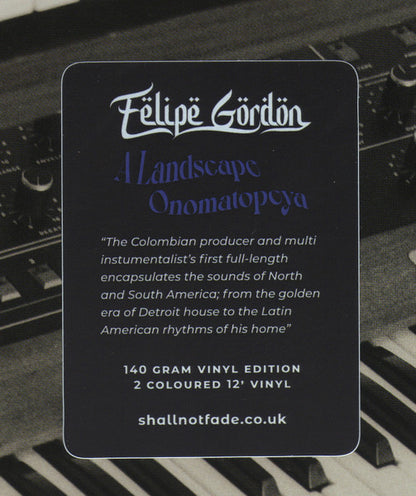 Fëlipë Gördön
A Landscape
Onomatopeya
“The Colombian producer and multi
instumentalist’s first full-length
encapsulates the sounds of North
and South America; from the golden
era of Detroit house to the Latin
American rhythms of his home”
140 GRAM VINYL EDITION
2 COLOURED 12’ VINYL
shallnotfade.co.uk